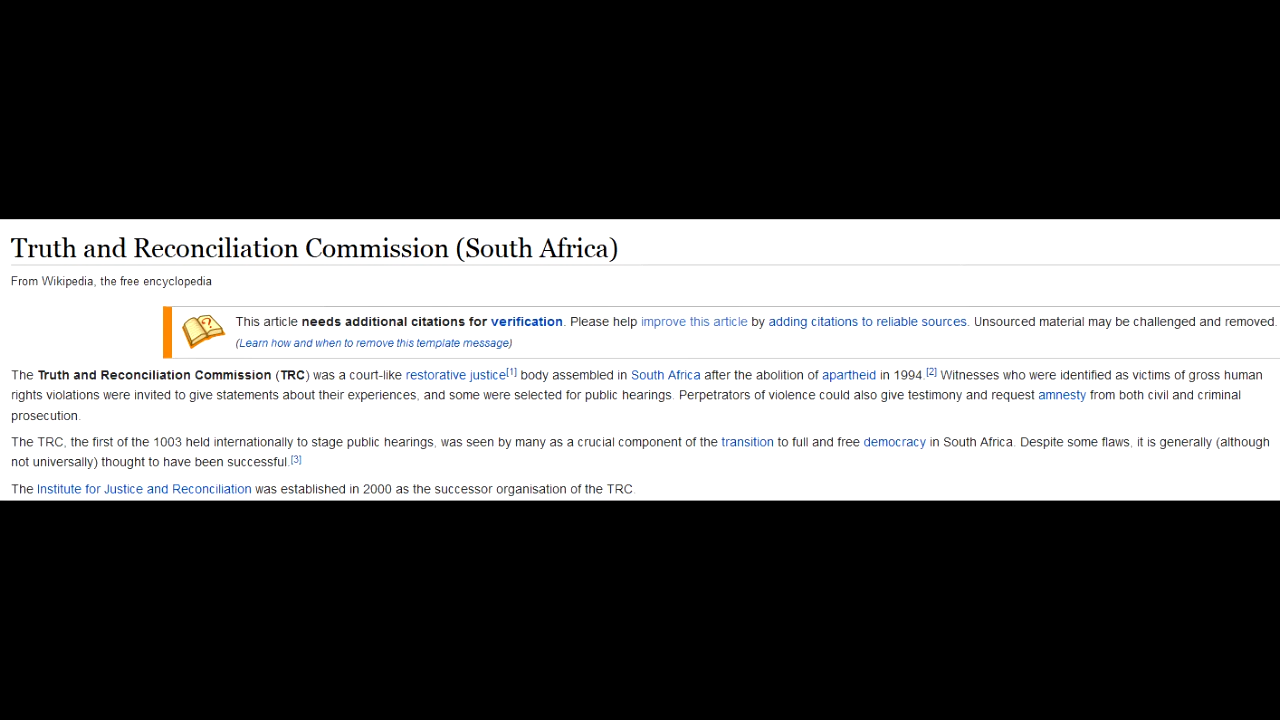 Truth and Reconciliation Commission (South Africa)
From Wikipedia, the free encyclopedia
This article needs additional citations for verification. Please help improve this article by adding citations to reliable sources. Unsourced material may be challenged and removed.
(Learn how and when to remove this template message)
The Truth and Reconciliation Commission (TRC) was a court-like restorative justice[1] body assembled in South Africa after the abolition of apartheid in 1994.[2] Witnesses who were identified as victims of gross human
rights violations were invited to give statements about their experiences, and some were selected for public hearings. Perpetrators of violence could also give testimony and request amnesty from both civil and criminal
prosecution.
The TRC, the first of the 1003 held internationally to stage public hearings, was seen by many as a crucial component of the transition to full and free democracy in South Africa. Despite some flaws, it is generally (although
not universally) thought to have been successful.[3]
The Institute for Justice and Reconciliation was established in 2000 as the successor organisation of the TRC.